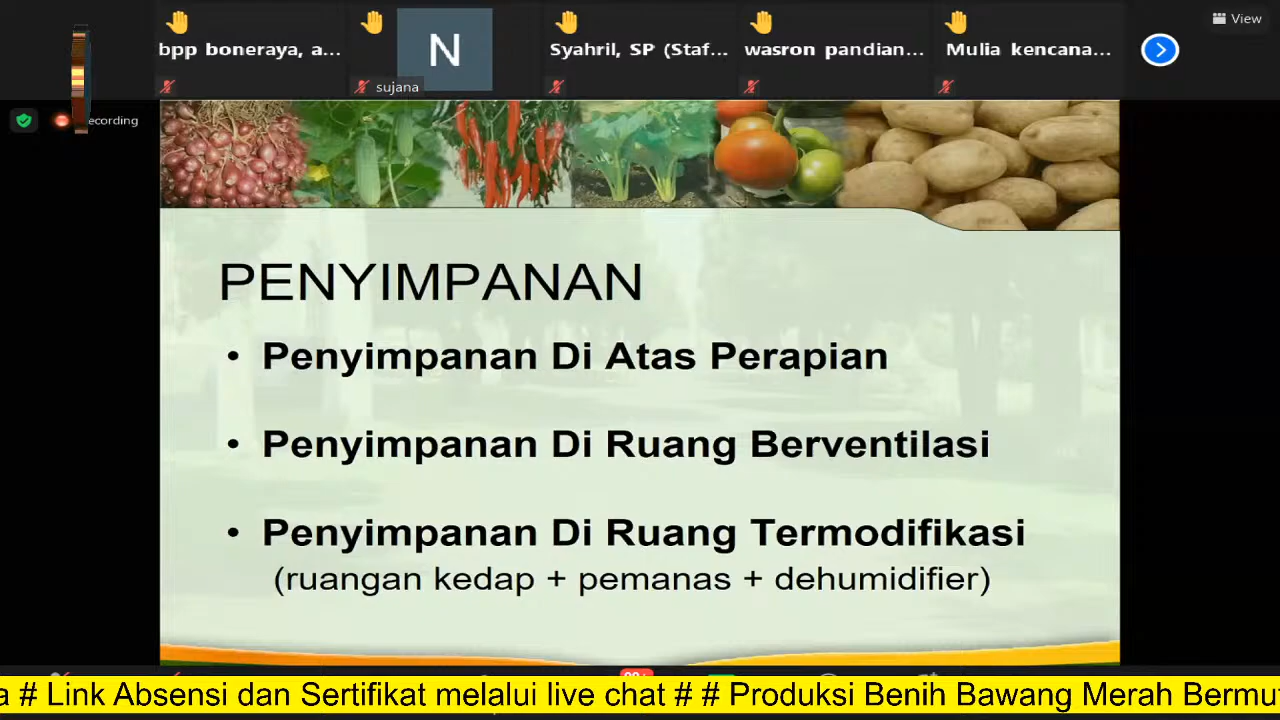 View
bpp boneraya, a...
N
Syahril, SP (Staf...
wasron pandian...
Mulia kencana...
sujana
ecording
PENYIMPANAN
• Penyimpanan Di Atas Perapian
• Penyimpanan Di Ruang Berventilasi
• Penyimpanan Di Ruang Termodifikasi
(ruangan kedap + pemanas + dehumidifier)
a # Link Absensi dan Sertifikat melalui live chat # # Produksi Benih Bawang Merah Bermu